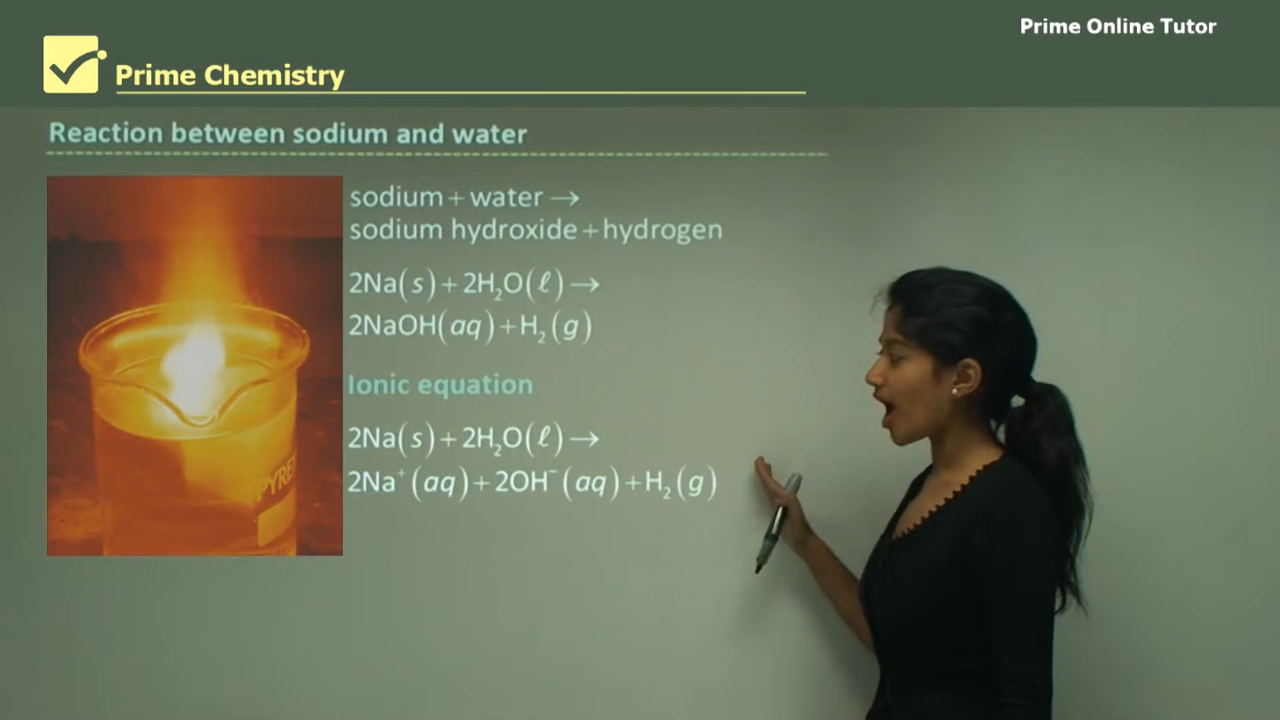 Prime Online Tutor
Prime Chemistry
Reaction between sodium and water
sodium + water →
sodium hydroxide + hydrogen
2Na(s) + 2H₂O(ℓ) →
2NaOH(aq) + H₂(g)
Ionic equation
2Na(s) + 2H₂O(ℓ) →
2Na⁺(aq) + 2OH⁻(aq) + H₂(g)
PYREX